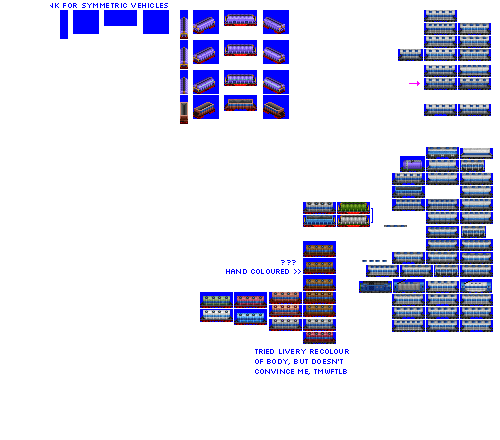 NK FOR SYMMETRIC VEHICLES
???
HAND COLOURED >>
TRIED LIVERY RECOLOUR
OF BODY, BUT DOESN'T
CONVINCE ME, TMWFTLB